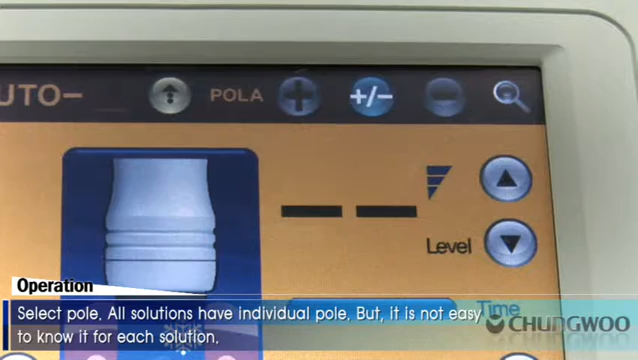 UTO–
POLA
+/–
Level
Time
Operation
Select pole, All solutions have individual pole, But, it is not easy
to know it for each solution,
CHUNGWOO